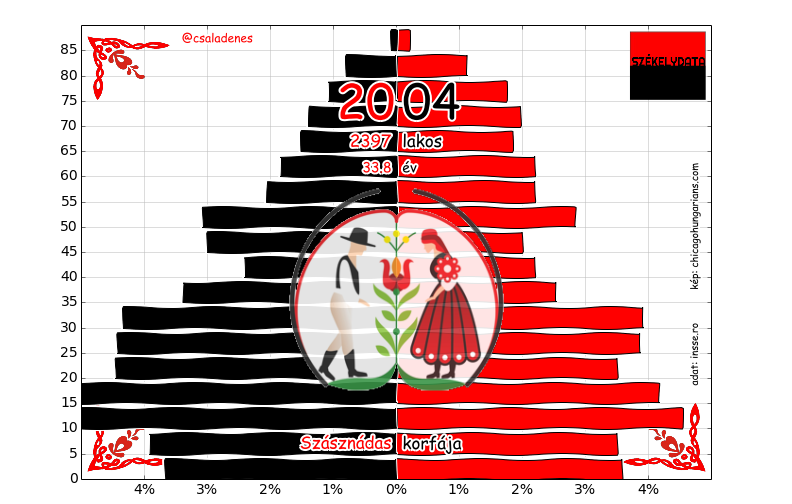 @csaladenes
SZÉKELYDATA
2004
2397 lakos
33.8 év
kép: chicagohungarians.com
adat: insse.ro
Szásznádas korfája
85
80
75
70
65
60
55
50
45
40
35
30
25
20
15
10
5
0
4% 3% 2% 1% 0% 1% 2% 3% 4%